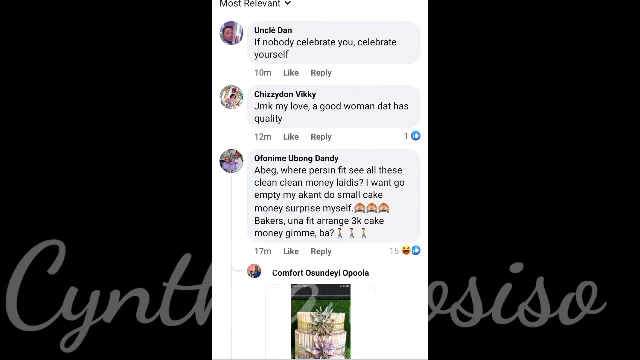 Most Relevant
Unclé Dan
If nobody celebrate you, celebrate
yourself
10m Like Reply
Chizzydon Vikky
Jmk my love, a good woman dat has
quality
12m Like Reply 1
Ofonime Ubong Dandy
Abeg, where persin fit see all these
clean clean money laidis? I want go
empty my akant do small cake
money surprise myself.🙈🙈🙈
Bakers, una fit arrange 3k cake
money gimme, ba?🚶🚶🚶
17m Like Reply 15
Comfort Osundeyi Opoola